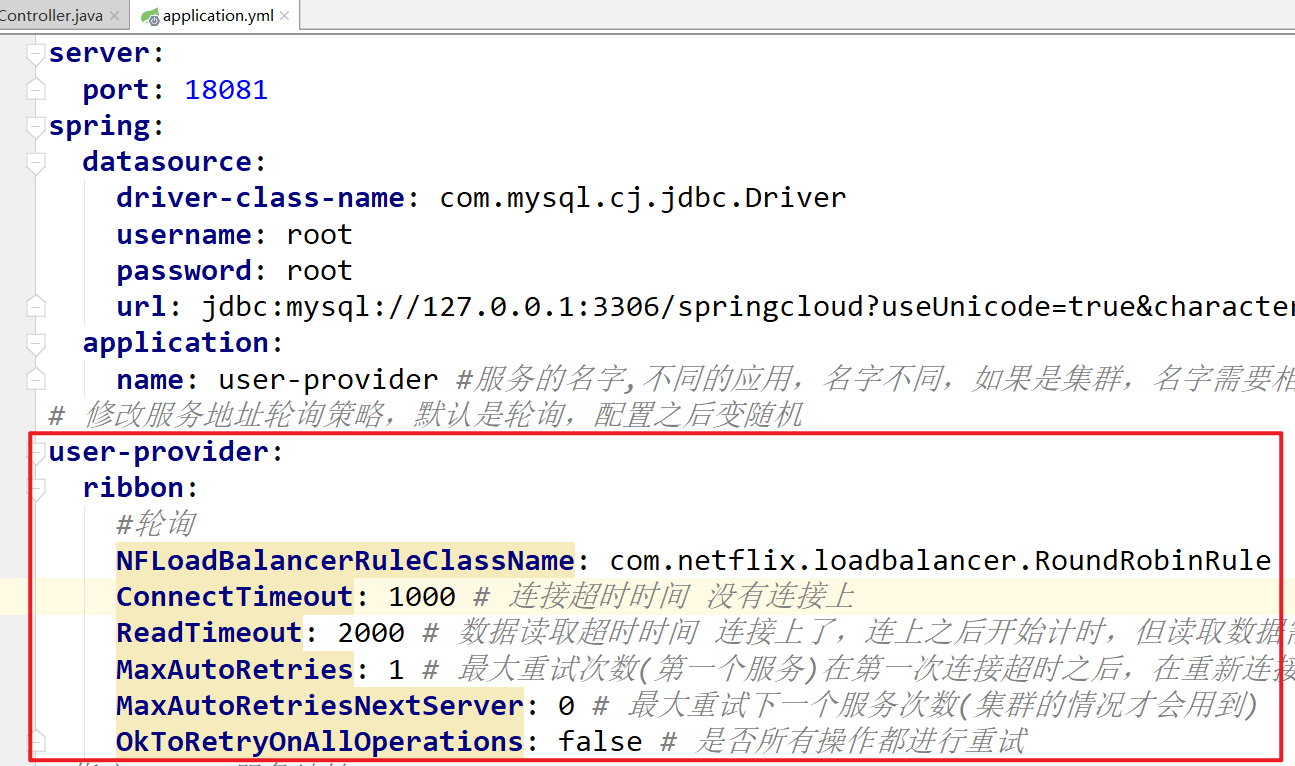 Controller.java × application.yml ×
server:
port: 18081
spring:
datasource:
driver-class-name: com.mysql.cj.jdbc.Driver
username: root
password: root
url: jdbc:mysql://127.0.0.1:3306/springcloud?useUnicode=true&character
application:
name: user-provider #服务的名字,不同的应用，名字不同，如果是集群，名字需要相
# 修改服务地址轮询策略，默认是轮询，配置之后变随机
user-provider:
ribbon:
#轮询
NFLoadBalancerRuleClassName: com.netflix.loadbalancer.RoundRobinRule
ConnectTimeout: 1000 # 连接超时时间 没有连接上
ReadTimeout: 2000 # 数据读取超时时间 连接上了，连上之后开始计时，但读取数据需
MaxAutoRetries: 1 # 最大重试次数(第一个服务)在第一次连接超时之后，在重新连接
MaxAutoRetriesNextServer: 0 # 最大重试下一个服务次数(集群的情况才会用到)
OkToRetryOnAllOperations: false # 是否所有操作都进行重试